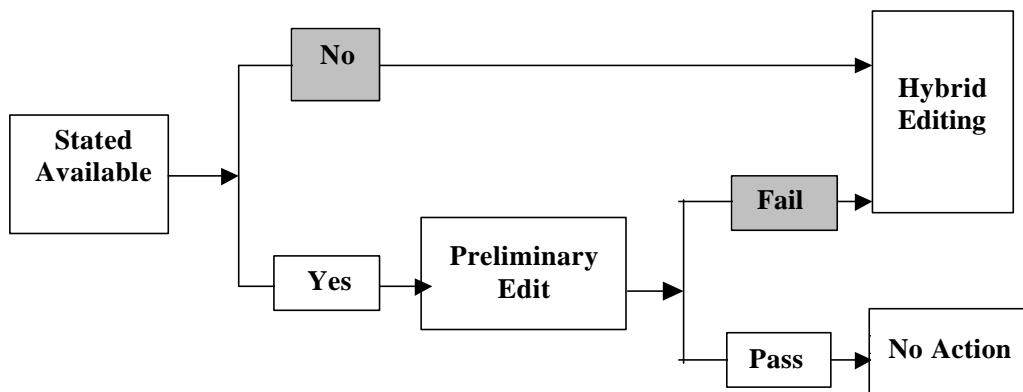 No
Hybrid
Editing
Stated
Available
Fail
Yes
Preliminary
Edit
Pass
No Action